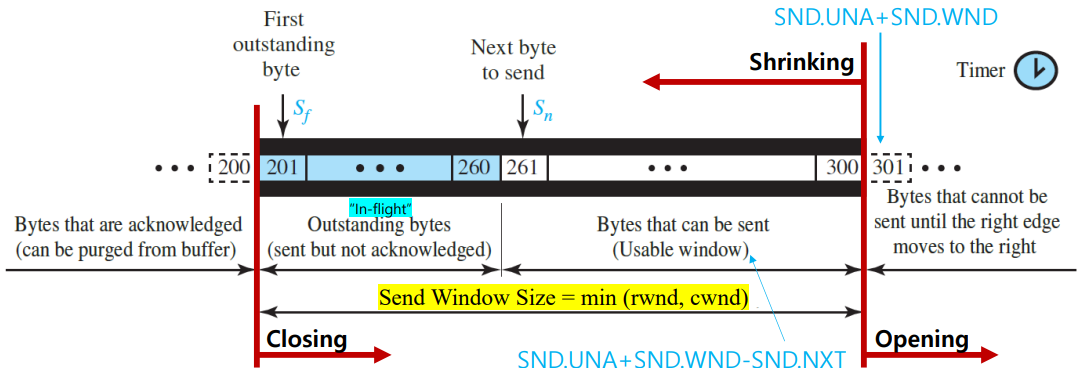 SND.UNA+SND.WND
First
outstanding
byte
Next byte
to send
Shrinking
Timer
Sf
Sn
••• 200 201 ••• 260 261 ••• 300 301 •••
"In-flight"
Bytes that are acknowledged
(can be purged from buffer)
Outstanding bytes
(sent but not acknowledged)
Bytes that can be sent
(Usable window)
Bytes that cannot be
sent until the right edge
moves to the right
Send Window Size = min (rwnd, cwnd)
Closing
Opening
SND.UNA+SND.WND-SND.NXT